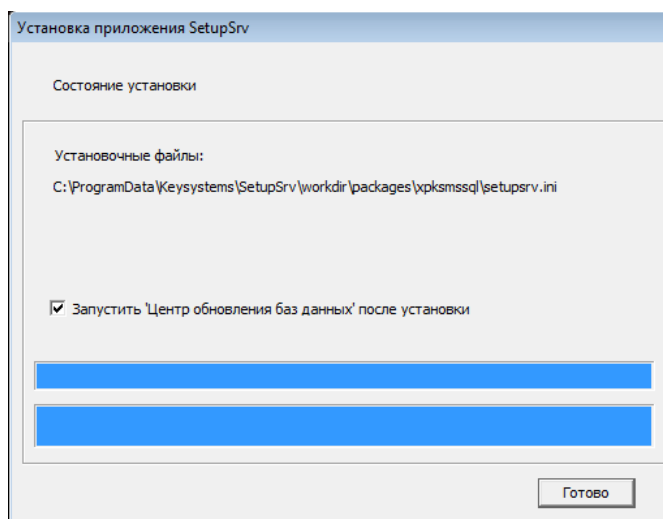 Установка приложения SetupSrv
Состояние установки
Установочные файлы:
C:\ProgramData\Keysystems\SetupSrv\workdir\packages\xpksmssql\setupsrv.ini
Запустить 'Центр обновления баз данных' после установки
Готово